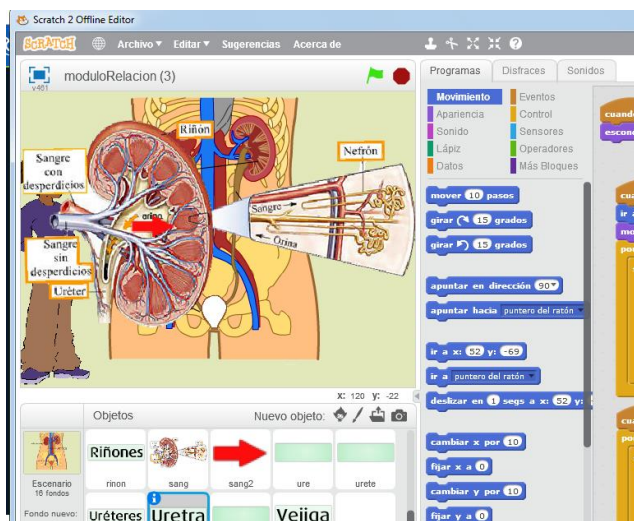 Scratch 2 Offline Editor
SCRATCH
Archivo
Editar
Sugerencias
Acerca de
v461
moduloRelacion (3)
Riñón
Nefrón
Sangre
con
desperdicios
orina
Sangre
Orina
Sangre
sin
desperdicios
Uréter
x: 120 y: -22
Programas
Disfraces
Sonidos
Movimiento
Eventos
Apariencia
Control
Sonido
Sensores
Lápiz
Operadores
Datos
Más Bloques
mover 10 pasos
girar 15 grados
girar 15 grados
apuntar en dirección 90
apuntar hacia puntero del ratón
ir a x: 52 y: -69
ir a puntero del ratón
deslizar en 1 segs a x: 52 y:
cambiar x por 10
fijar x a 0
cambiar y por 10
fijar y a 0
Objetos
Nuevo objeto:
Escenario
16 fondos
Fondo nuevo:
Riñones
rinon
sang
sang2
ure
urete
Uréteres
Uretra
Vejiga